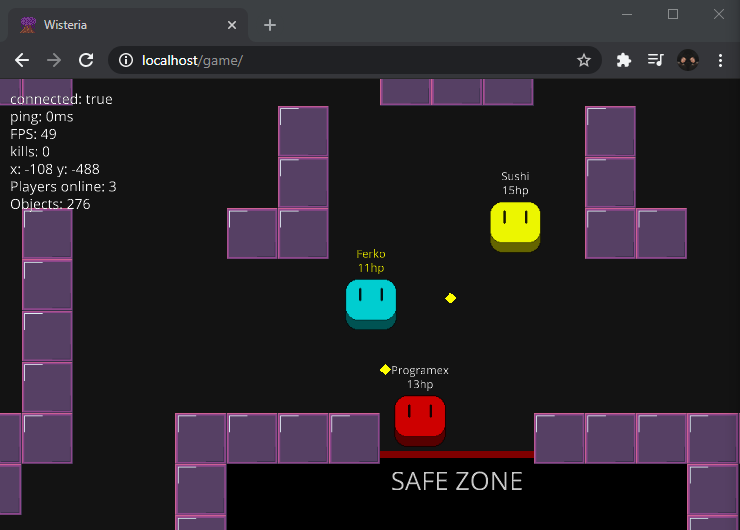 Wisteria
localhost/game/
connected: true
ping: 0ms
FPS: 49
kills: 0
x: -108 y: -488
Players online: 3
Objects: 276
Sushi
15hp
Ferko
11hp
Programex
13hp
SAFE ZONE